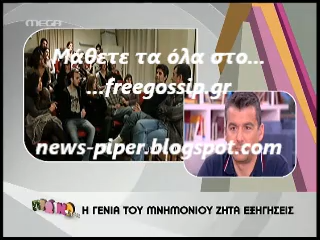 MEGA
Μάθετε τα όλα στο...
...freegossip.gr
news-piper.blogspot.com
Η ΓΕΝΙΑ ΤΟΥ ΜΝΗΜΟΝΙΟΥ ΖΗΤΑ ΕΞΗΓΗΣΕΙΣ